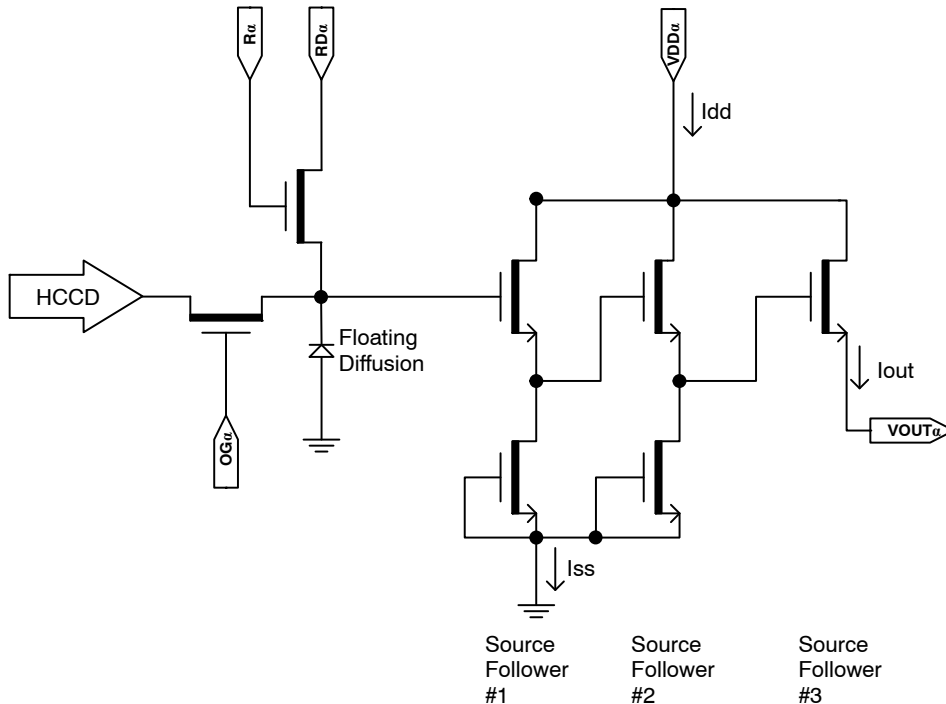 Rα
RDα
VDDα
Idd
HCCD
Floating
Diffusion
OGα
Iout
VOUTα
Iss
Source
Follower
#1
Source
Follower
#2
Source
Follower
#3